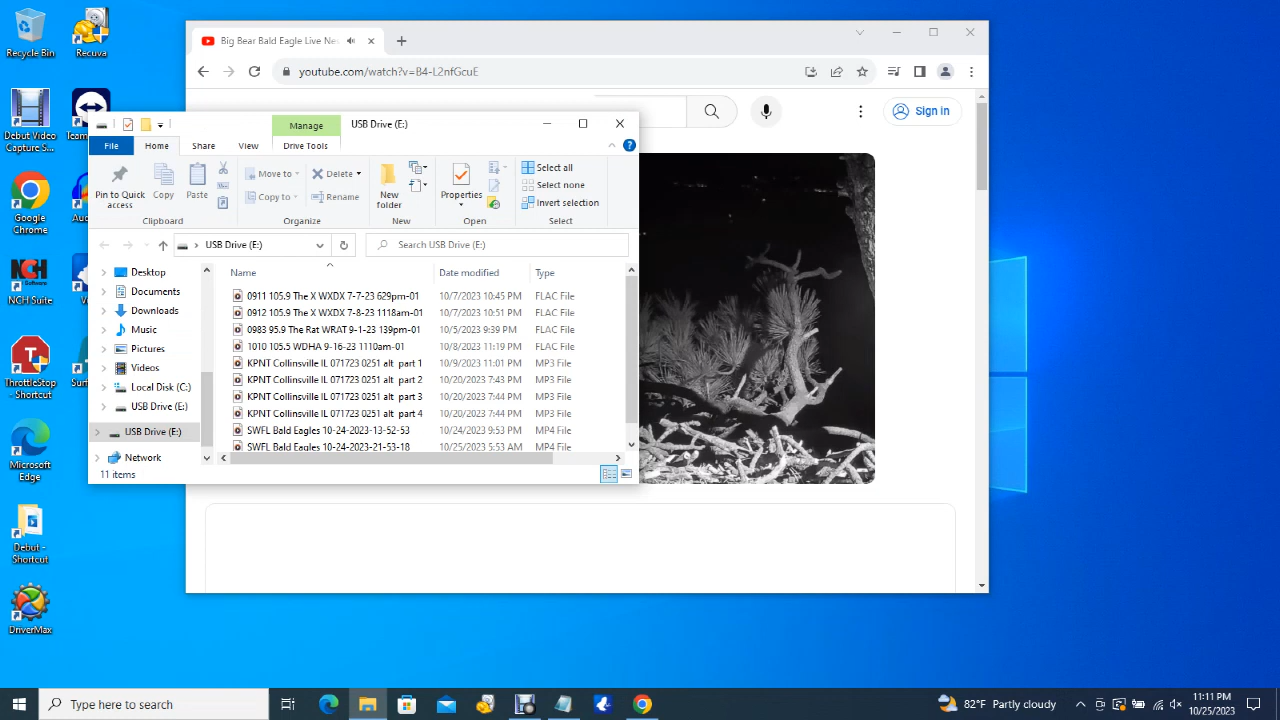 Recycle Bin
Recuva
Debut Video
Capture S...
Team
Google
Chrome
Aud
NCH
Software
NCH Suite
ThrottleStop
- Shortcut
Surf
Microsoft
Edge
Debut -
Shortcut
DriverMax
Big Bear Bald Eagle Live Ne
youtube.com/watch?v=B4-L2nfGcuE
Sign in
Manage
USB Drive (E:)
File
Home
Share
View
Drive Tools
Pin to Quick
access
Copy
Paste
Move to
Copy to
Delete
Rename
New
folder
Properties
Select all
Select none
Invert selection
Clipboard
Organize
New
Open
Select
USB Drive (E:)
Search USB Drive (E:)
Desktop
Documents
Downloads
Music
Pictures
Videos
Local Disk (C:)
USB Drive (E:)
USB Drive (E:)
Network
Name Date modified Type
0911 105.9 The X WXDX 7-7-23 629pm-01 10/7/2023 10:45 PM FLAC File
0912 105.9 The X WXDX 7-8-23 1118am-01 10/7/2023 10:51 PM FLAC File
0983 95.9 The Rat WRAT 9-1-23 139pm-01 10/5/2023 9:39 PM FLAC File
1010 105.5 WDHA 9-16-23 1110am-01 10/8/2023 11:19 PM FLAC File
KPNT Collinsville IL 071723 0251 alt part 1 10/9/2023 11:01 PM MP3 File
KPNT Collinsville IL 071723 0251 alt part 2 10/20/2023 7:43 PM MP3 File
KPNT Collinsville IL 071723 0251 alt part 3 10/20/2023 7:44 PM MP3 File
KPNT Collinsville IL 071723 0251 alt part 4 10/20/2023 7:44 PM MP3 File
SWFL Bald Eagles 10-24-2023-13-52-53 10/24/2023 9:53 PM MP4 File
SWFL Bald Eagles 10-24-2023-21-53-18 10/25/2023 5:53 AM MP4 File
11 items
Type here to search
82°F Partly cloudy
11:11 PM
10/25/2023